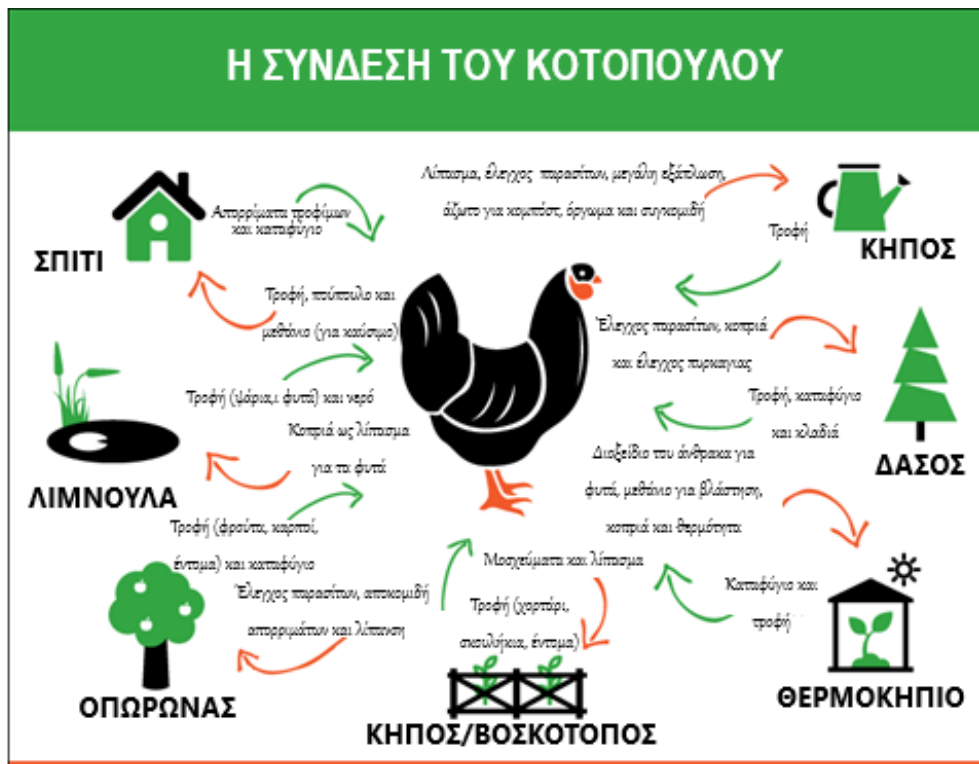 Η ΣΥΝΔΕΣΗ ΤΟΥ ΚΟΤΟΠΟΥΛΟΥ
Απορρίματα τροφίμων
και καταφύγιο
ΣΠΙΤΙ
Τροφή, πούπουλο και
μεθάνιο (για καύσιμο)
Λίπασμα, έλεγχος παρασίτων, μεγάλη εξάπλωση,
άζωτο για κομπόστ, όργωμα και συγκομιδή
Τροφή
ΚΗΠΟΣ
Έλεγχος παρασίτων, κοπριά
και έλεγχος πυρκαγιας
Τροφή, καταφύγιο
και κλαδιά
ΔΑΣΟΣ
Τροφή (ψάρια,ι φυτά) και νερό
Κοπριά ως λίπασμα
για τα φυτά
ΛΙΜΝΟΥΛΑ
Διοξείδιο του άνθρακα για
φυτά, μεθάνιο για βλάστηση,
κοπριά και θερμότητα
Καταφύγιο και
τροφή
ΘΕΡΜΟΚΗΠΙΟ
Τροφή (φρούτα, καρποί,
έντομα) και καταφύγιο
Έλεγχος παρασίτων, αποκομιδή
απορριμάτων και λίπανση
ΟΠΩΡΩΝΑΣ
Μοσχεύματα και λίπασμα
Τροφή (χορτάρι,
σκουλήκια, έντομα)
ΚΗΠΟΣ/ΒΟΣΚΟΤΟΠΟΣ